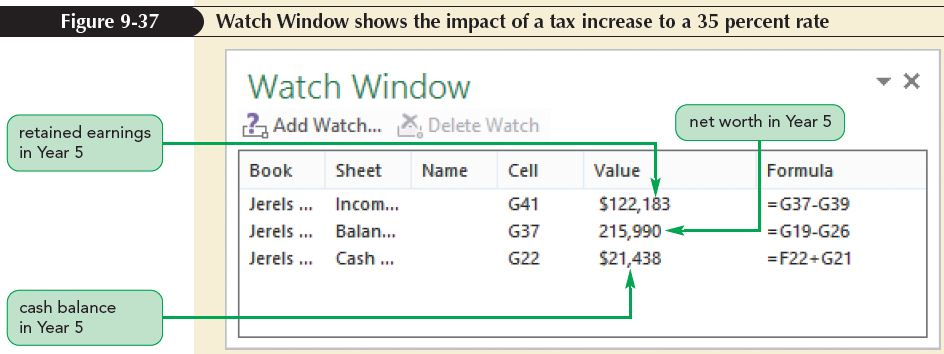 Figure 9-37 Watch Window shows the impact of a tax increase to a 35 percent rate
Watch Window
Add Watch... Delete Watch
net worth in Year 5
retained earnings
in Year 5
Book Sheet Name Cell Value Formula
Jerels ... Incom... G41 $122,183 =G37-G39
Jerels ... Balan... G37 215,990 =G19-G26
Jerels ... Cash ... G22 $21,438 =F22+G21
cash balance
in Year 5